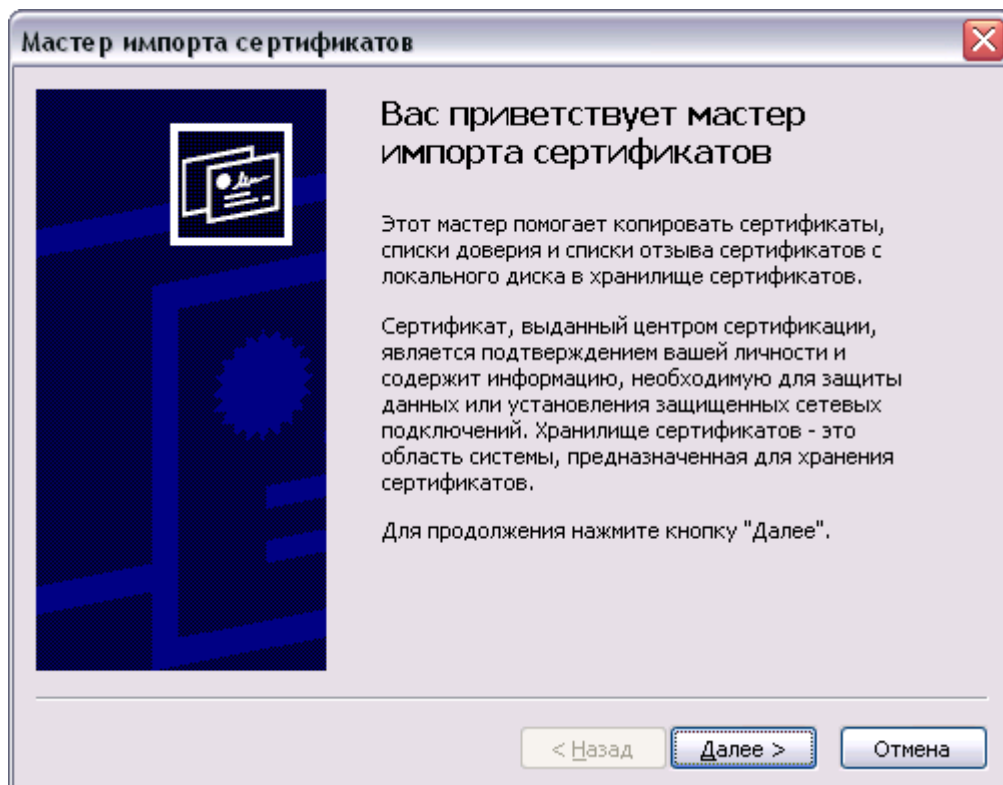 Мастер импорта сертификатов
Вас приветствует мастер
импорта сертификатов
Этот мастер помогает копировать сертификаты,
списки доверия и списки отзыва сертификатов с
локального диска в хранилище сертификатов.
Сертификат, выданный центром сертификации,
является подтверждением вашей личности и
содержит информацию, необходимую для защиты
данных или установления защищенных сетевых
подключений. Хранилище сертификатов - это
область системы, предназначенная для хранения
сертификатов.
Для продолжения нажмите кнопку "Далее".
< Назад Далее > Отмена